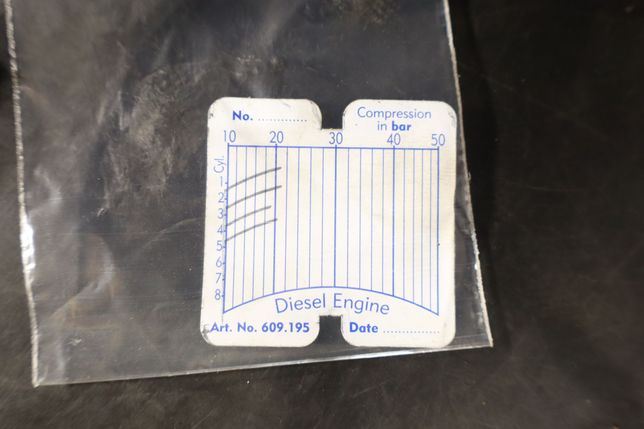 No. .............
Compression
in bar
10 20 30 40 50
Cyl.
1
2
3
4
5
6
7
8
Diesel Engine
Art. No. 609.195
Date ...............